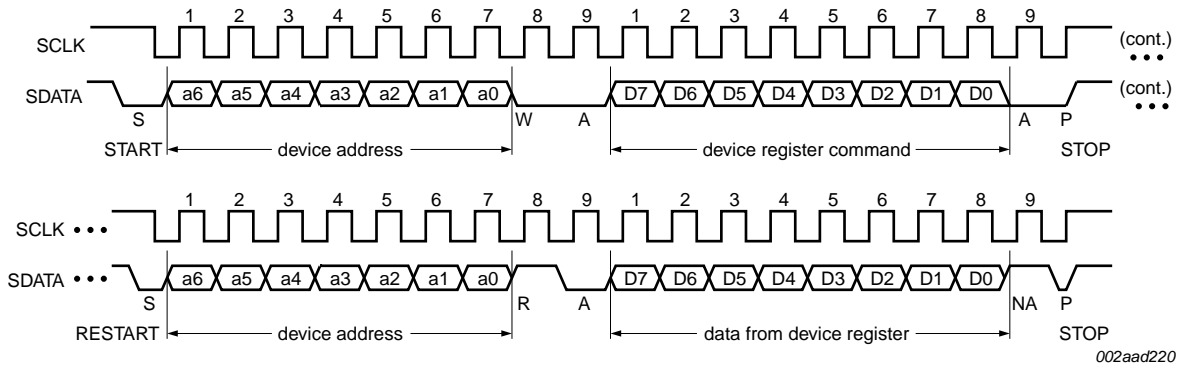 1 2 3 4 5 6 7 8 9 1 2 3 4 5 6 7 8 9
SCLK (cont.)
SDATA a6 a5 a4 a3 a2 a1 a0 D7 D6 D5 D4 D3 D2 D1 D0 (cont.)
S W A A P
START device address device register command STOP
1 2 3 4 5 6 7 8 9 1 2 3 4 5 6 7 8 9
SCLK
SDATA a6 a5 a4 a3 a2 a1 a0 D7 D6 D5 D4 D3 D2 D1 D0
S R A NA P
RESTART device address data from device register STOP
002aad220